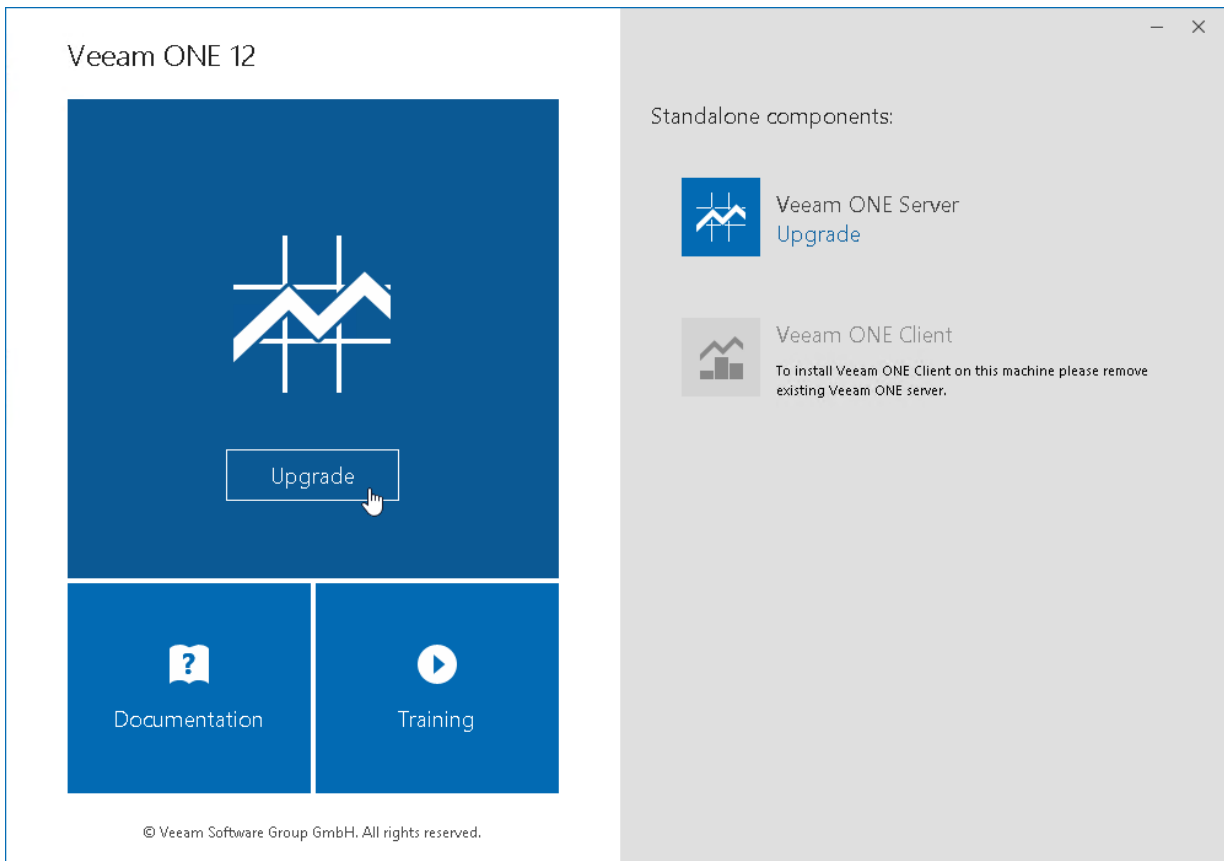 Veeam ONE 12
Upgrade
?
Documentation
Training
© Veeam Software Group GmbH. All rights reserved.
Standalone components:
Veeam ONE Server
Upgrade
Veeam ONE Client
To install Veeam ONE Client on this machine please remove
existing Veeam ONE server.